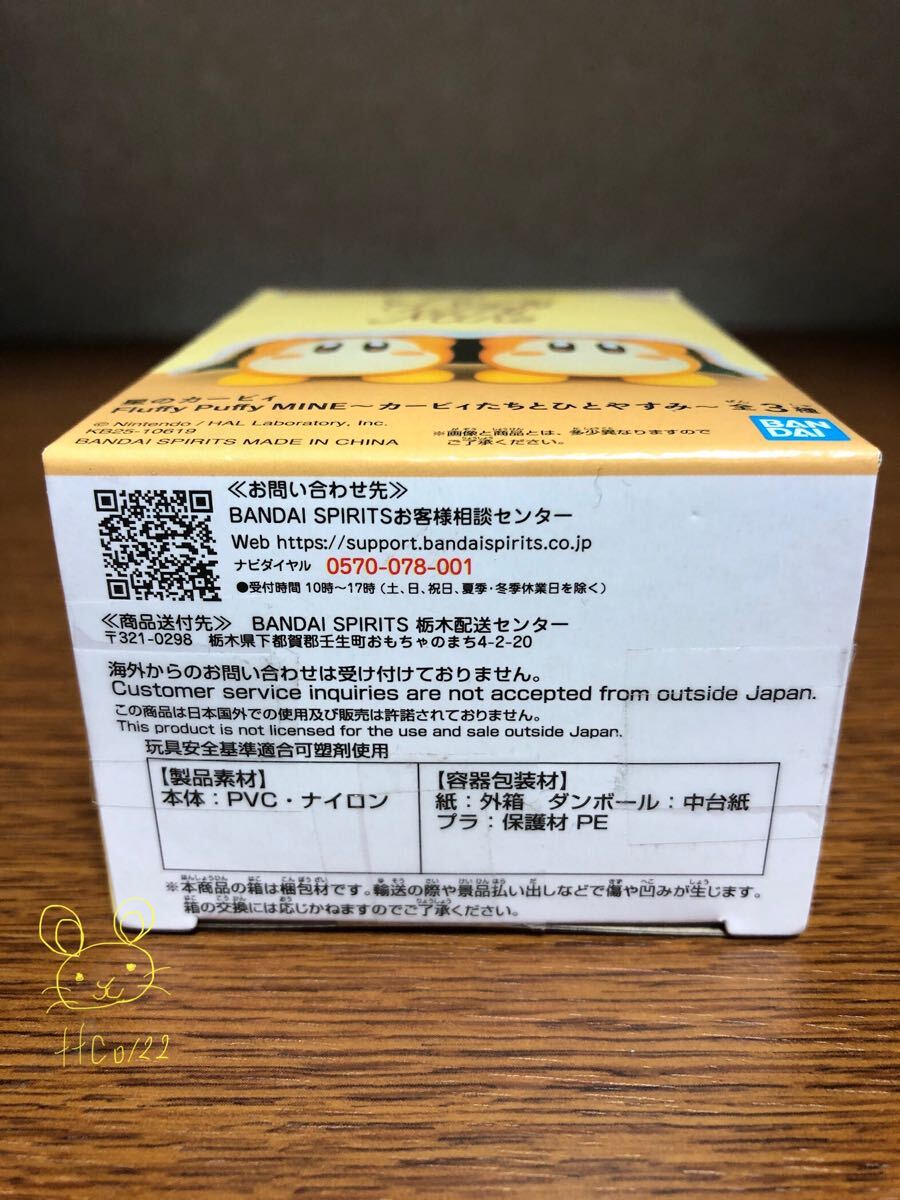 星のカービィ
Fluffy Puffy MINE～カービィたちとひとやすみ～ 全3種
© Nintendo / HAL Laboratory, Inc.
KB25-10619
BANDAI SPIRITS MADE IN CHINA
※画像と商品とは、多少異なりますので
ご了承ください。
BAN
DAI
≪お問い合わせ先≫
BANDAI SPIRITSお客様相談センター
Web https://support.bandaispirits.co.jp
ナビダイヤル 0570-078-001
●受付時間 10時～17時（土、日、祝日、夏季・冬季休業日を除く）
≪商品送付先≫ BANDAI SPIRITS 栃木配送センター
〒321-0298 栃木県下都賀郡壬生町おもちゃのまち4-2-20
海外からのお問い合わせは受け付けておりません。
Customer service inquiries are not accepted from outside Japan.
この商品は日本国外での使用及び販売は許諾されておりません。
This product is not licensed for the use and sale outside Japan.
玩具安全基準適合可塑剤使用
【製品素材】
本体：PVC・ナイロン
【容器包装材】
紙：外箱 ダンボール：中台紙
プラ：保護材 PE
※本商品の箱は梱包材です。輸送の際や景品払い出しなどで傷や凹みが生じます。
箱の交換には応じかねますのでご了承ください。
HCO122